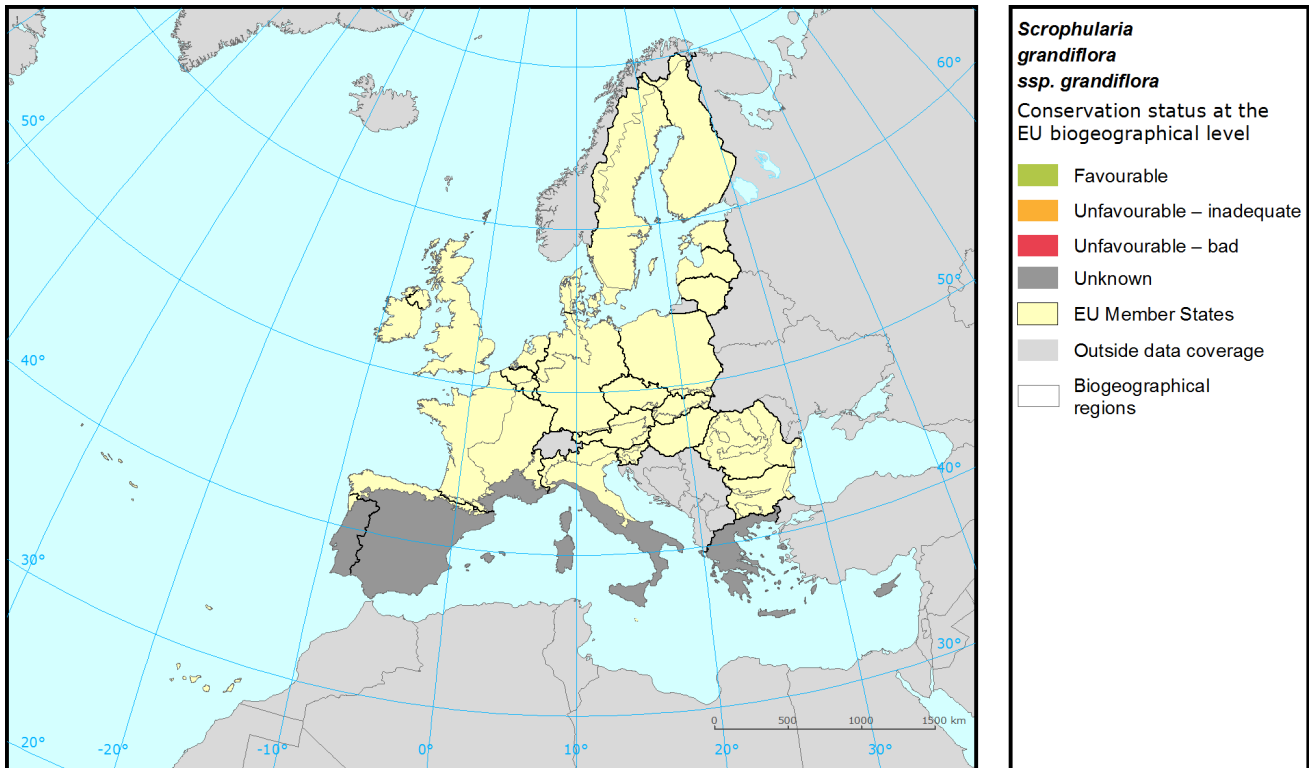 Scrophularia
grandiflora
ssp. grandiflora
Conservation status at the
EU biogeographical level
Favourable
Unfavourable – inadequate
Unfavourable – bad
Unknown
EU Member States
Outside data coverage
Biogeographical
regions
60°
50°
50°
40°
40°
30°
30°
20°
-20°
-10°
0°
10°
20°
30°
0 500 1000 1500 km